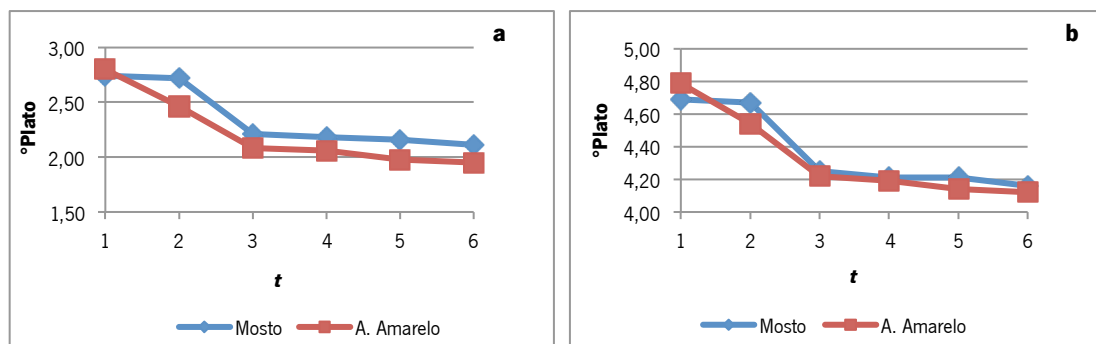 a
3,00
2,50
2,00
1,50
°Plato
1 2 3 4 5 6
t
Mosto A. Amarelo
b
5,00
4,80
4,60
4,40
4,20
4,00
°Plato
1 2 3 4 5 6
t
Mosto A. Amarelo